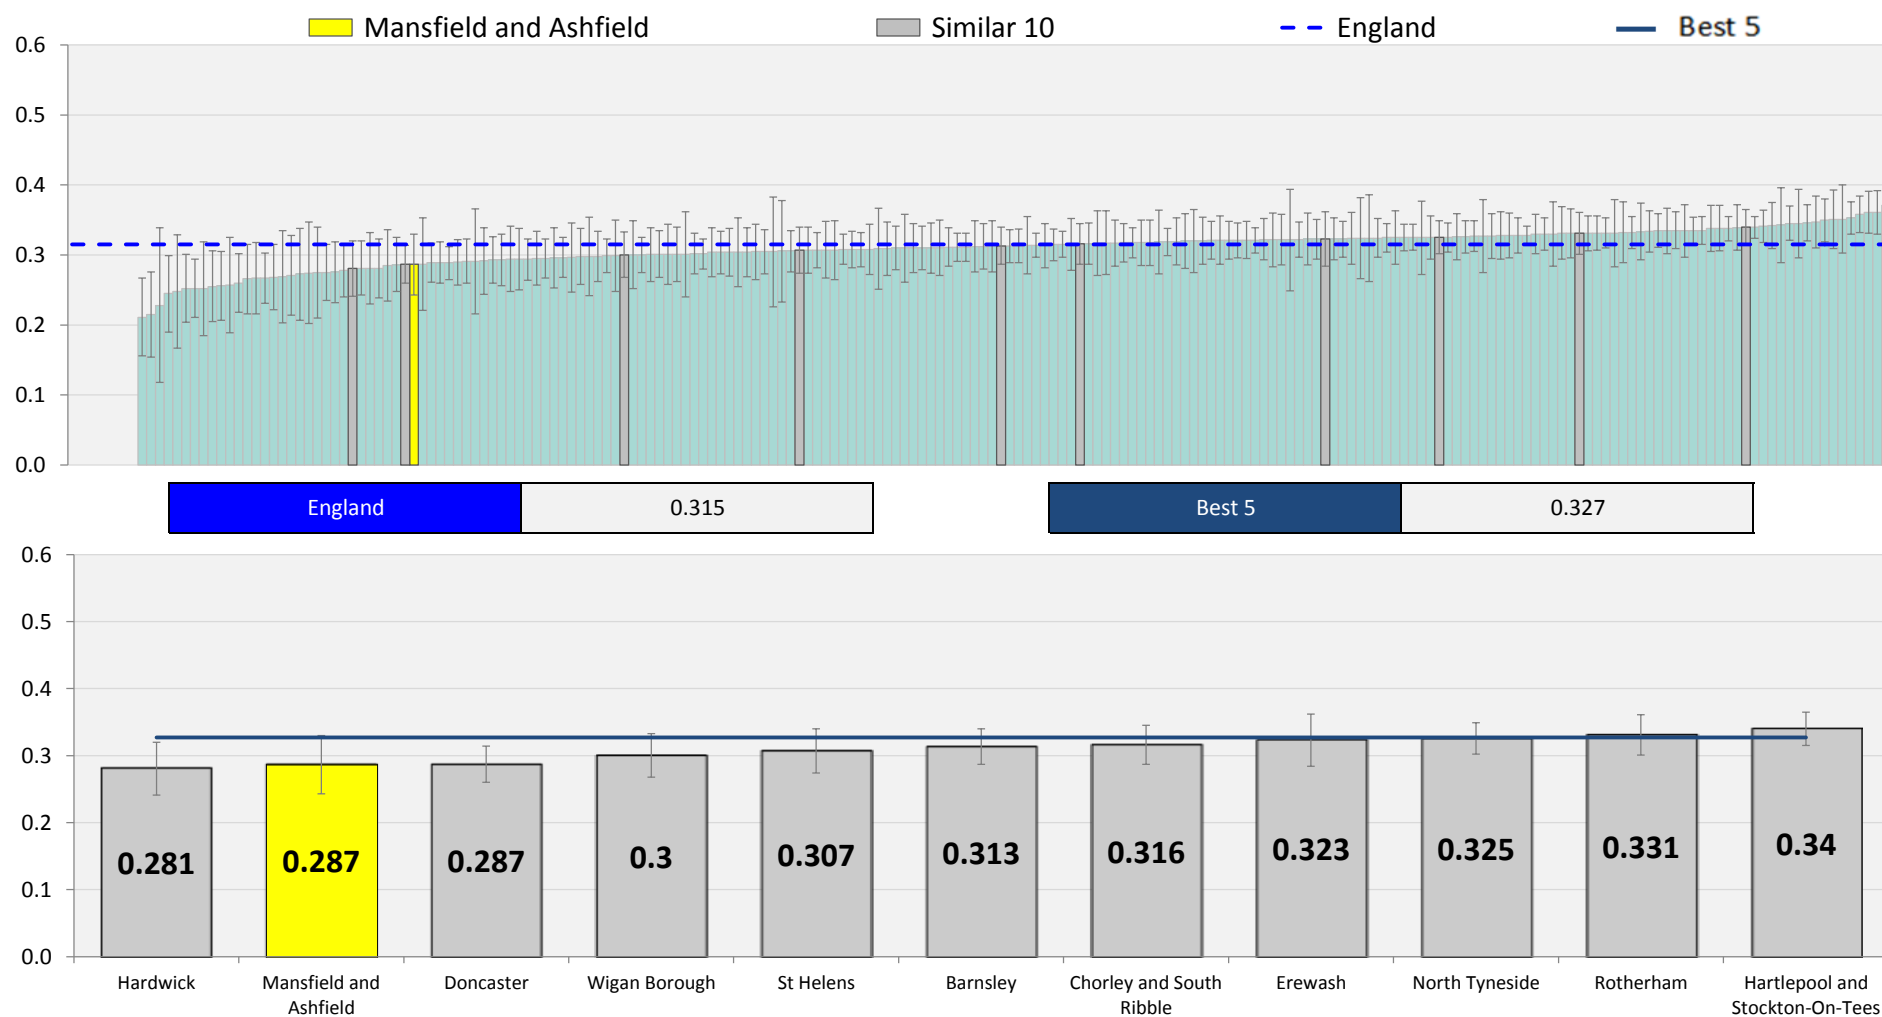 Mansfield and Ashfield
Similar 10
England
Best 5
0.6
0.5
0.4
0.3
0.2
0.1
0.0
England
0.315
Best 5
0.327
0.6
0.5
0.4
0.3
0.2
0.1
0.0
0.281
0.287
0.287
0.3
0.307
0.313
0.316
0.323
0.325
0.331
0.34
Hardwick
Mansfield and
Ashfield
Doncaster
Wigan Borough
St Helens
Barnsley
Chorley and South
Ribble
Erewash
North Tyneside
Rotherham
Hartlepool and
Stockton-On-Tees